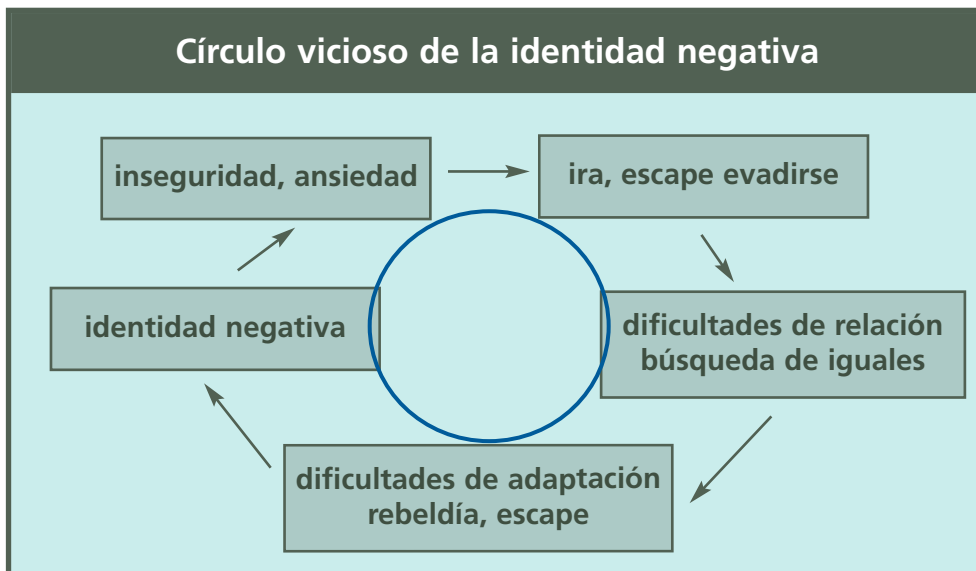 Círculo vicioso de la identidad negativa
inseguridad, ansiedad
ira, escape evadirse
identidad negativa
dificultades de relación
búsqueda de iguales
dificultades de adaptación
rebeldía, escape